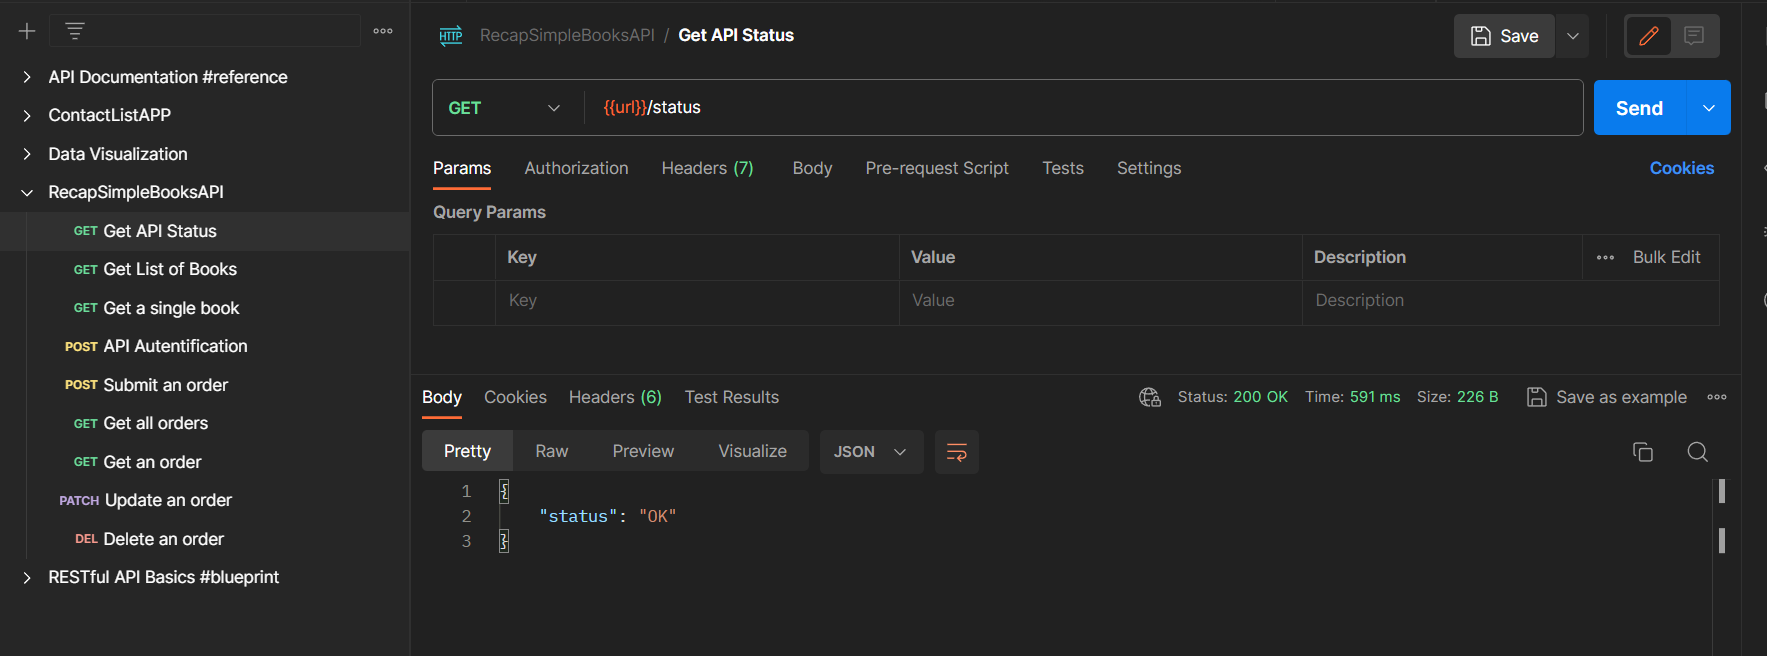 API Documentation #reference
ContactListAPP
Data Visualization
RecapSimpleBooksAPI
GET Get API Status
GET Get List of Books
GET Get a single book
POST API Autentification
POST Submit an order
GET Get all orders
GET Get an order
PATCH Update an order
DEL Delete an order
RESTful API Basics #blueprint
HTTP RecapSimpleBooksAPI / Get API Status
Save
GET {{url}}/status
Send
Params Authorization Headers (7) Body Pre-request Script Tests Settings Cookies
Query Params
Key Value Description Bulk Edit
Key Value Description
Body Cookies Headers (6) Test Results Status: 200 OK Time: 591 ms Size: 226 B Save as example
Pretty Raw Preview Visualize JSON
1 {
2 "status": "OK"
3 }